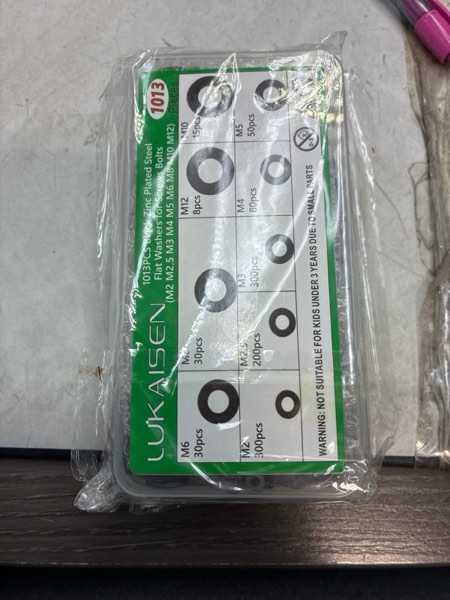 LUKAISEN
1013PCS Black Zinc Plated Steel
Flat Washers for Screws Bolts
(M2 M2.5 M3 M4 M5 M6 M8 M10 M12)
1013
M6
30pcs
M8
30pcs
M12
8pcs
M10
15pcs
M2
300pcs
M2.5
200pcs
M3
300pcs
M4
80pcs
M5
50pcs
WARNING: NOT SUITABLE FOR KIDS UNDER 3 YEARS DUE TO SMALL PARTS